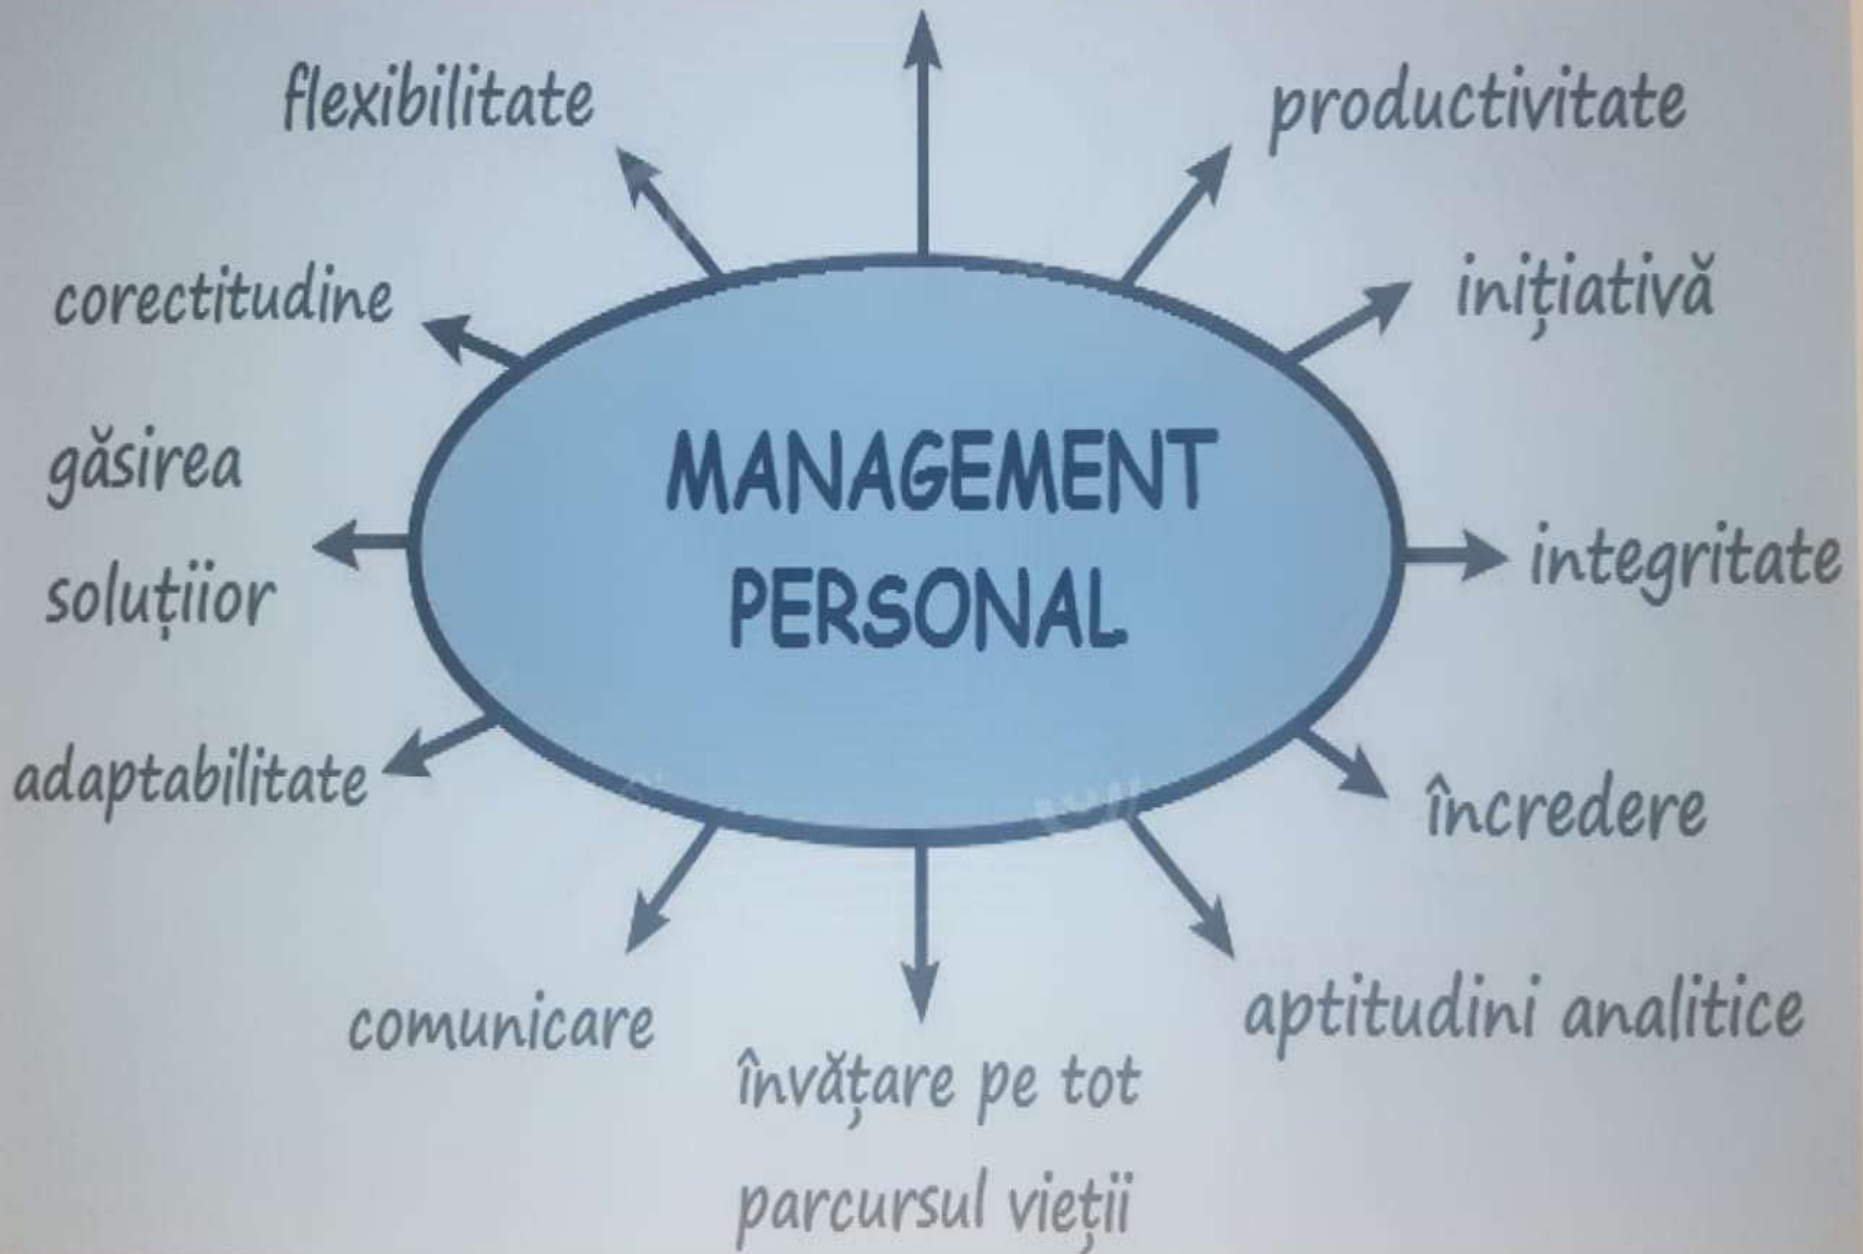 flexibilitate
productivitate
corectitudine
inițiativă
găsirea
soluțiior
MANAGEMENT
PERSONAL
integritate
adaptabilitate
încredere
comunicare
aptitudini analitice
învățare pe tot
parcursul vieții